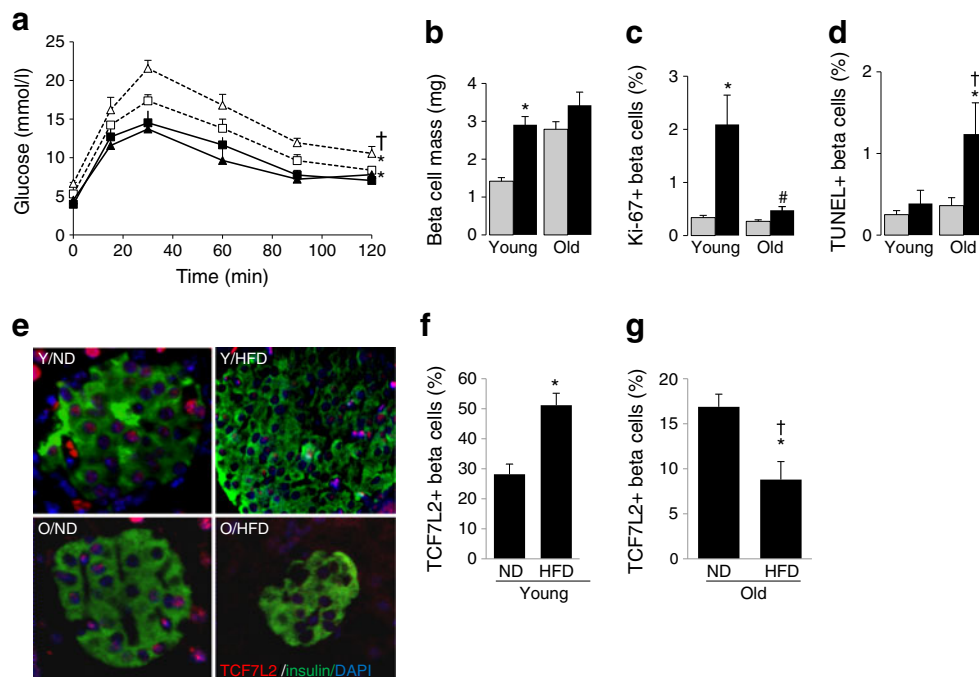 a
Glucose (mmol/l)
25
20
15
10
5
0
0 20 40 60 80 100 120
Time (min)
†
*
*
b
Beta cell mass (mg)
4
3
2
1
0
*
Young Old
c
Ki-67+ beta cells (%)
3
2
1
0
*
#
Young Old
d
TUNEL+ beta cells (%)
2
1
0
†
*
Young Old
e
Y/ND
Y/HFD
O/ND
O/HFD
TCF7L2 /insulin/DAPI
f
TCF7L2+ beta cells (%)
60
50
40
30
20
10
0
*
ND HFD
Young
g
TCF7L2+ beta cells (%)
20
15
10
5
0
†
*
ND HFD
Old